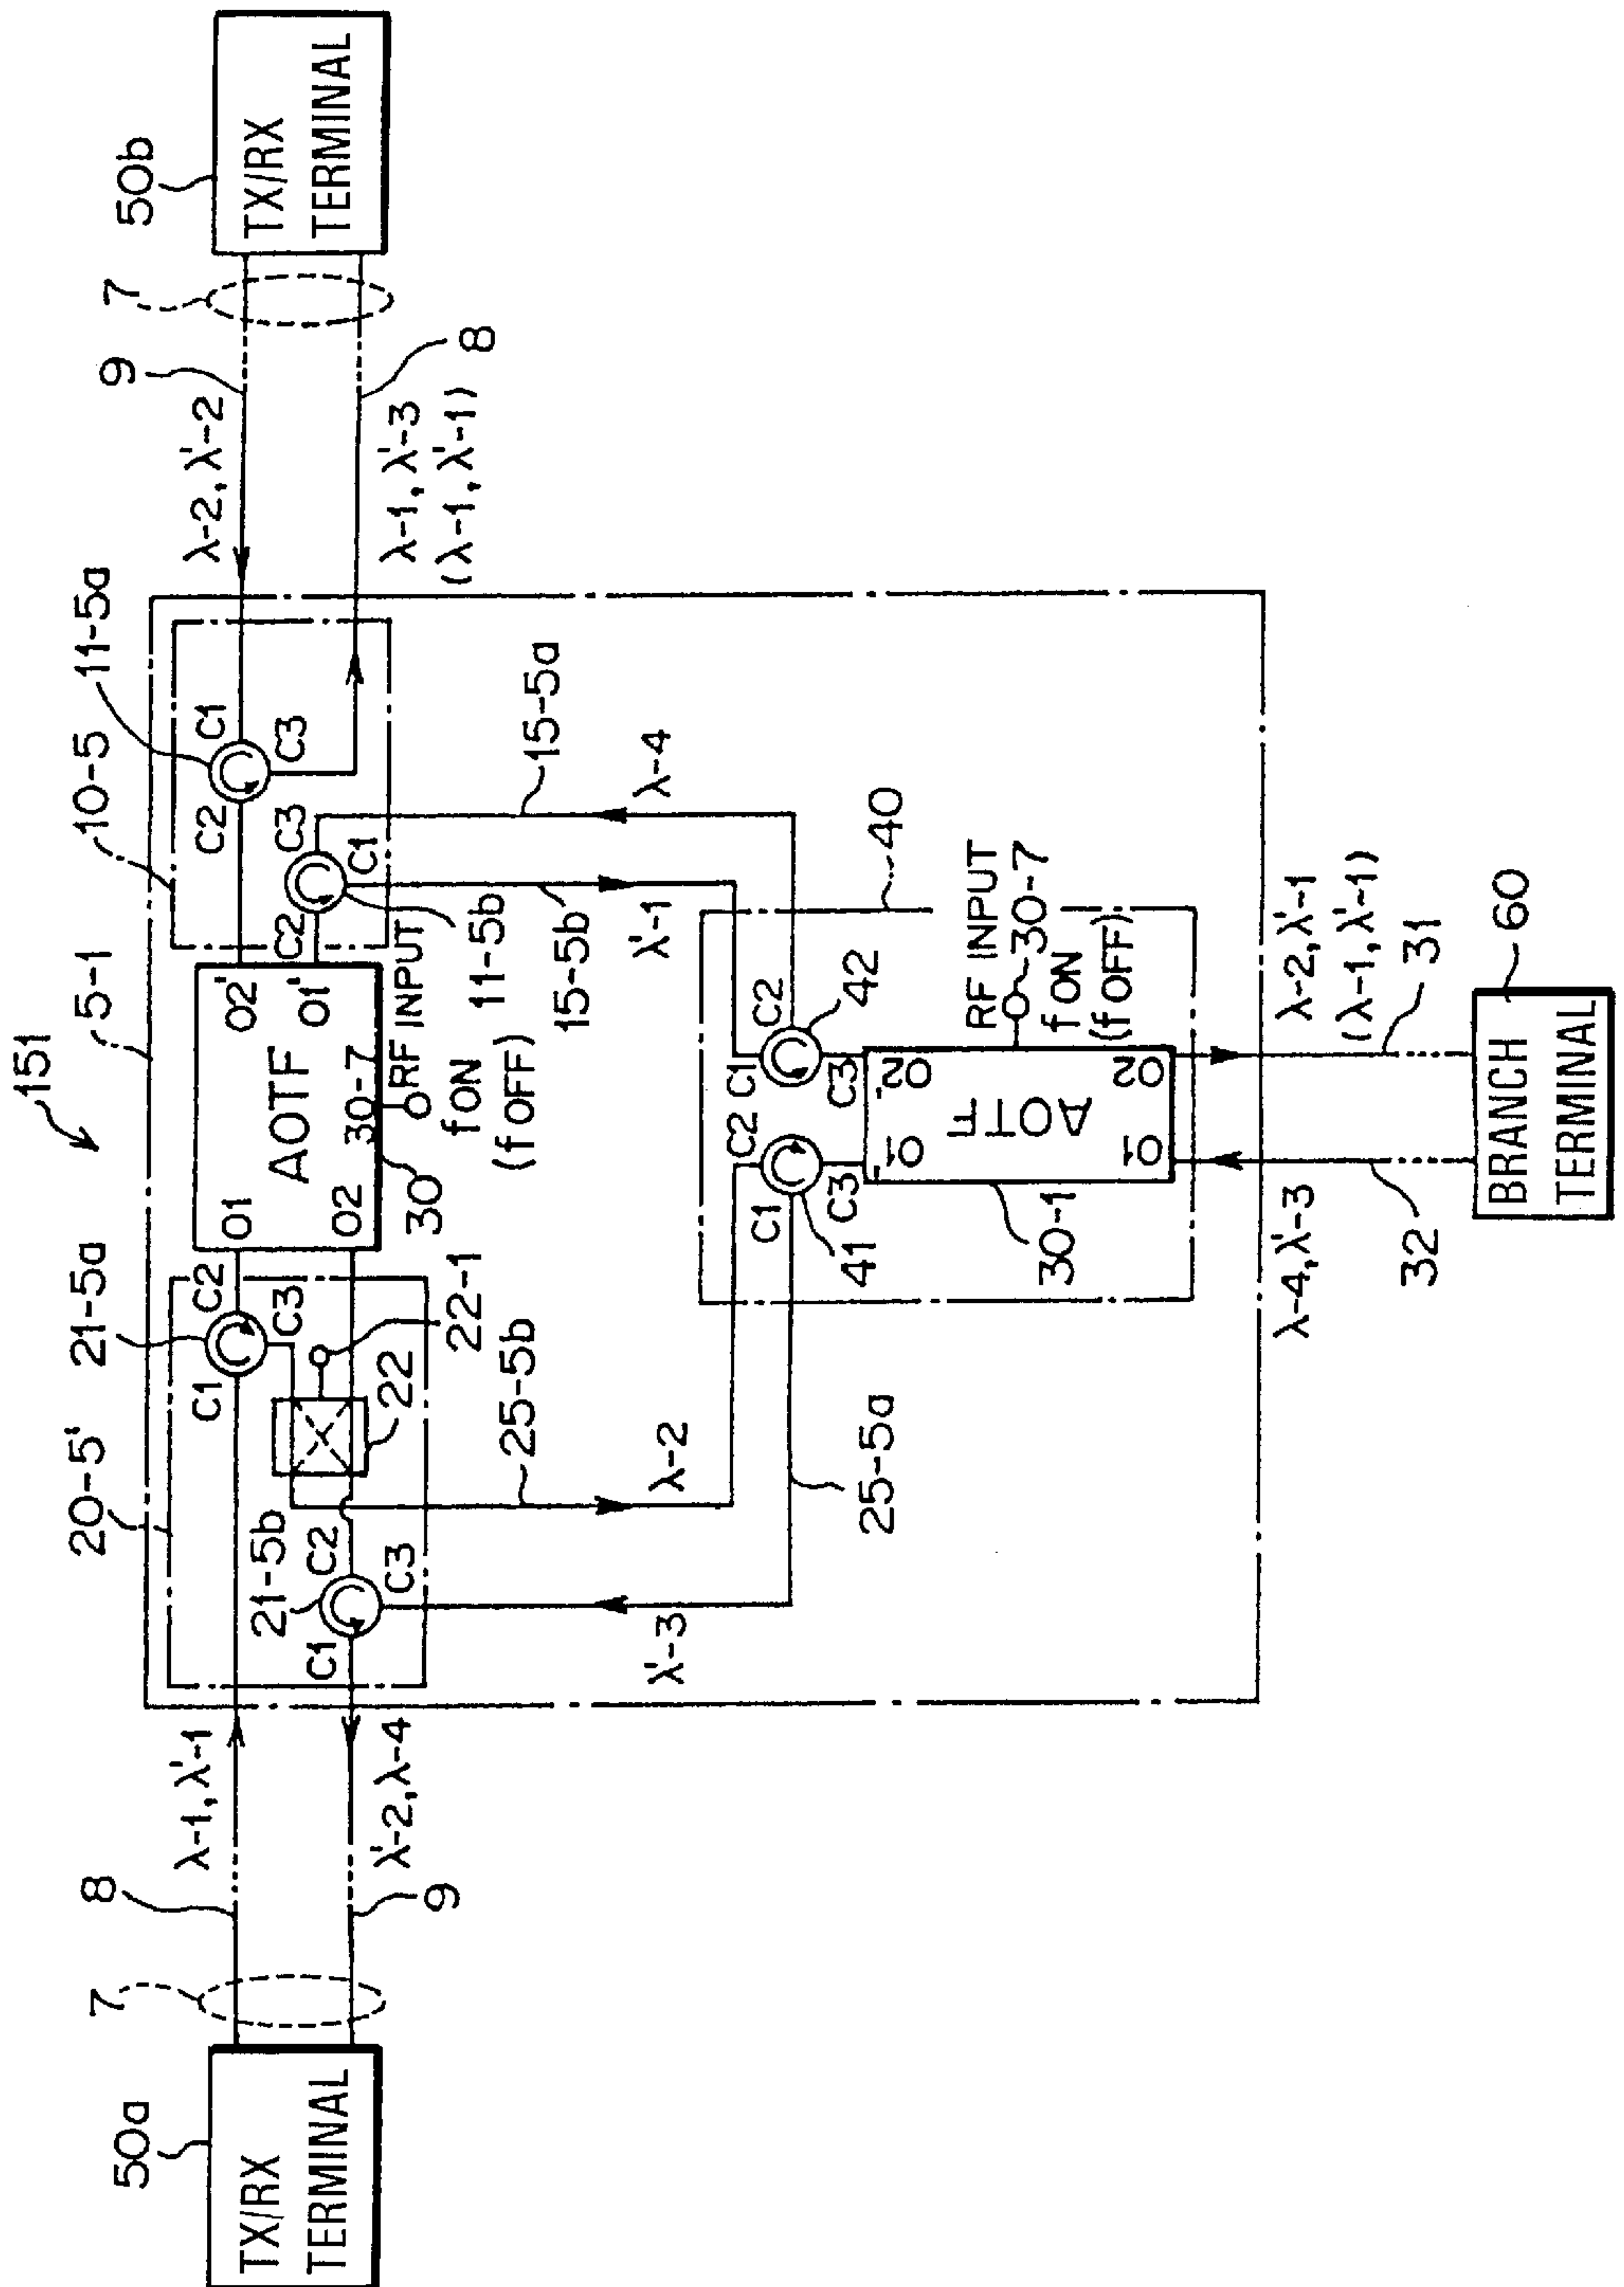 151
50a
TX/RX
TERMINAL
7
8
λ-1, λ'-1
λ'-2, λ-4
9
5-1
20-5'
21-5a
C1
C2
C3
21-5b
C1
C2
C3
22
22-1
25-5b
λ-2
25-5a
λ'-3
O1
O2
O2'
O1'
AOTF
30-7
30
RF INPUT
f ON
(f OFF)
10-5
11-5a
C2
C1
C3
C2
C3
C1
11-5b
15-5b
λ'-1
15-5a
λ-4
λ-2, λ'-2
9
7
50b
TX/RX
TERMINAL
8
λ-1, λ'-3
(λ-1, λ'-1)
40
C2
C1
C3
41
C1
C2
C3
42
O1'
O2'
AOTF
O1
O2
30-1
RF INPUT
30-7
f ON
(f OFF)
λ-4, λ'-3
32
λ-2, λ'-1
(λ-1, λ'-1)
31
60
BRANCH
TERMINAL